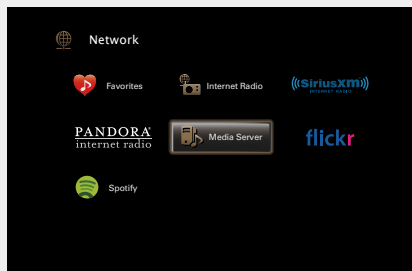 Network
Favorites
Internet Radio
((SiriusXM))
INTERNET RADIO
PANDORA®
internet radio
Media Server
flickr
Spotify